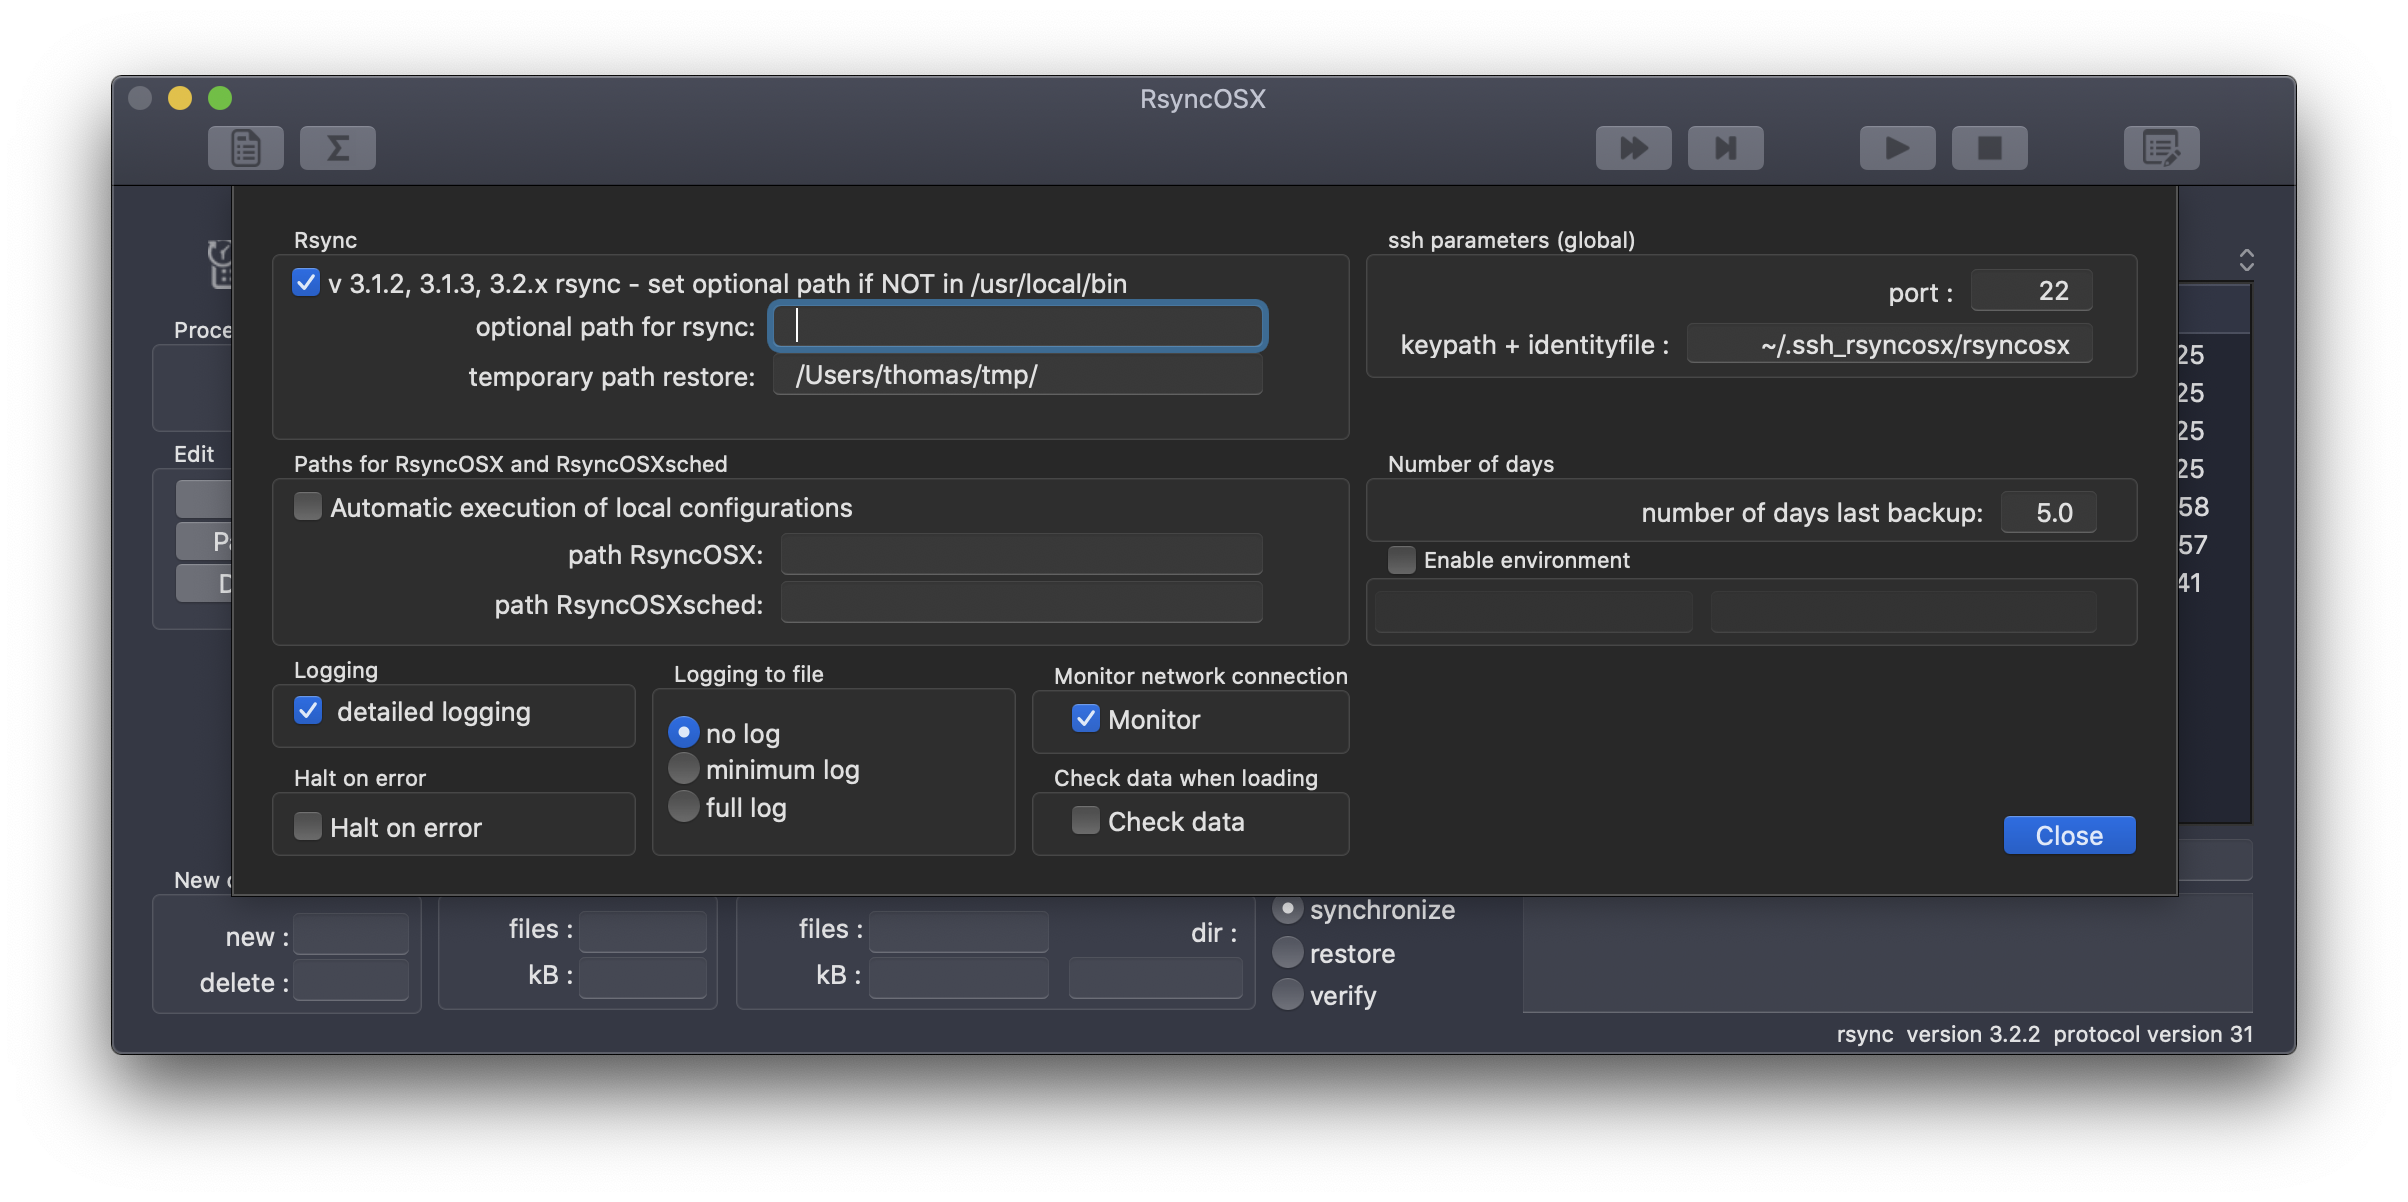 RsyncOSX
Rsync
v 3.1.2, 3.1.3, 3.2.x rsync - set optional path if NOT in /usr/local/bin
optional path for rsync:
temporary path restore: /Users/thomas/tmp/
ssh parameters (global)
port : 22
keypath + identityfile : ~/.ssh_rsyncosx/rsyncosx
Paths for RsyncOSX and RsyncOSXsched
Automatic execution of local configurations
path RsyncOSX:
path RsyncOSXsched:
Number of days
number of days last backup: 5.0
Enable environment
Logging
detailed logging
Halt on error
Halt on error
Logging to file
no log
minimum log
full log
Monitor network connection
Monitor
Check data when loading
Check data
Close
Proce
Edit
Pa
D
25
25
25
25
58
57
41
New
new :
delete :
files :
kB :
files :
kB :
dir :
synchronize
restore
verify
rsync version 3.2.2 protocol version 31